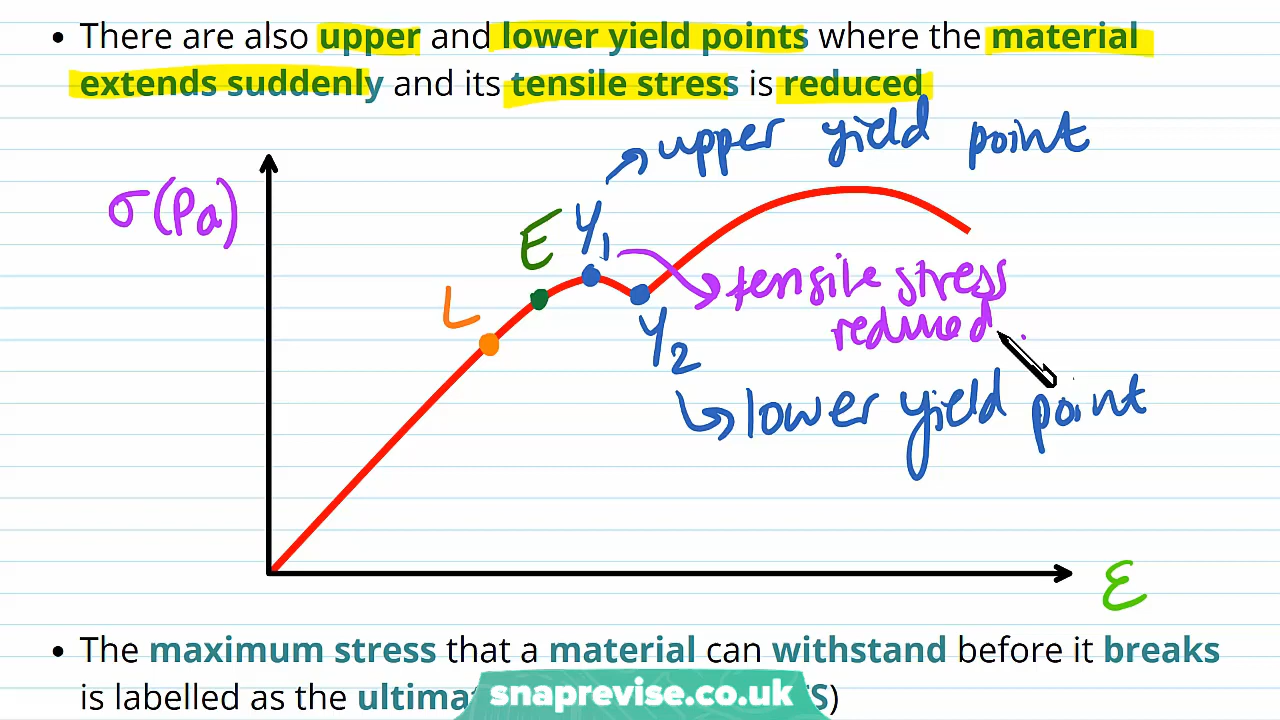 • There are also upper and lower yield points where the material
extends suddenly and its tensile stress is reduced
upper yield point
σ(Pa)
E
Y1
L
tensile stress
reduced
Y2
lower yield point
ε
• The maximum stress that a material can withstand before it breaks
is labelled as the S)
snaprevise.co.uk